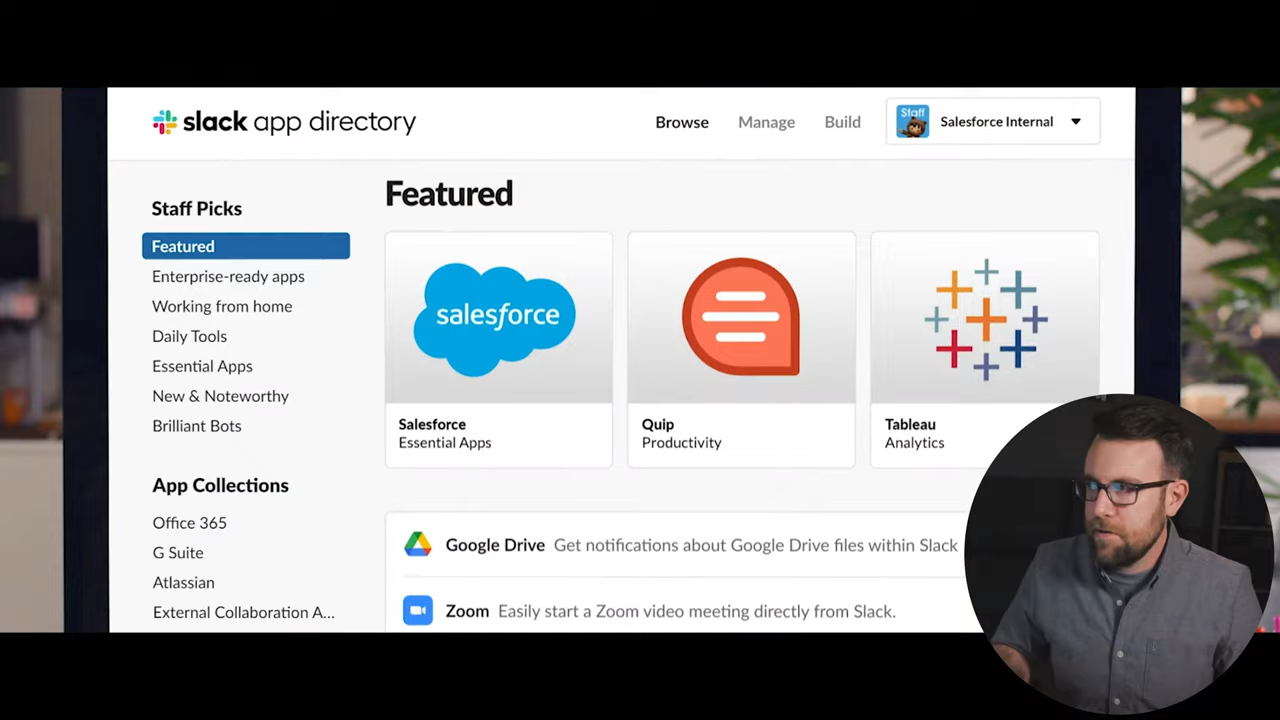 slack app directory
Browse
Manage
Build
Staff
Salesforce Internal
Staff Picks
Featured
Enterprise-ready apps
Working from home
Daily Tools
Essential Apps
New & Noteworthy
Brilliant Bots
App Collections
Office 365
G Suite
Atlassian
External Collaboration A...
Featured
salesforce
Salesforce
Essential Apps
Quip
Productivity
Tableau
Analytics
Google Drive Get notifications about Google Drive files within Slack
Zoom Easily start a Zoom video meeting directly from Slack.